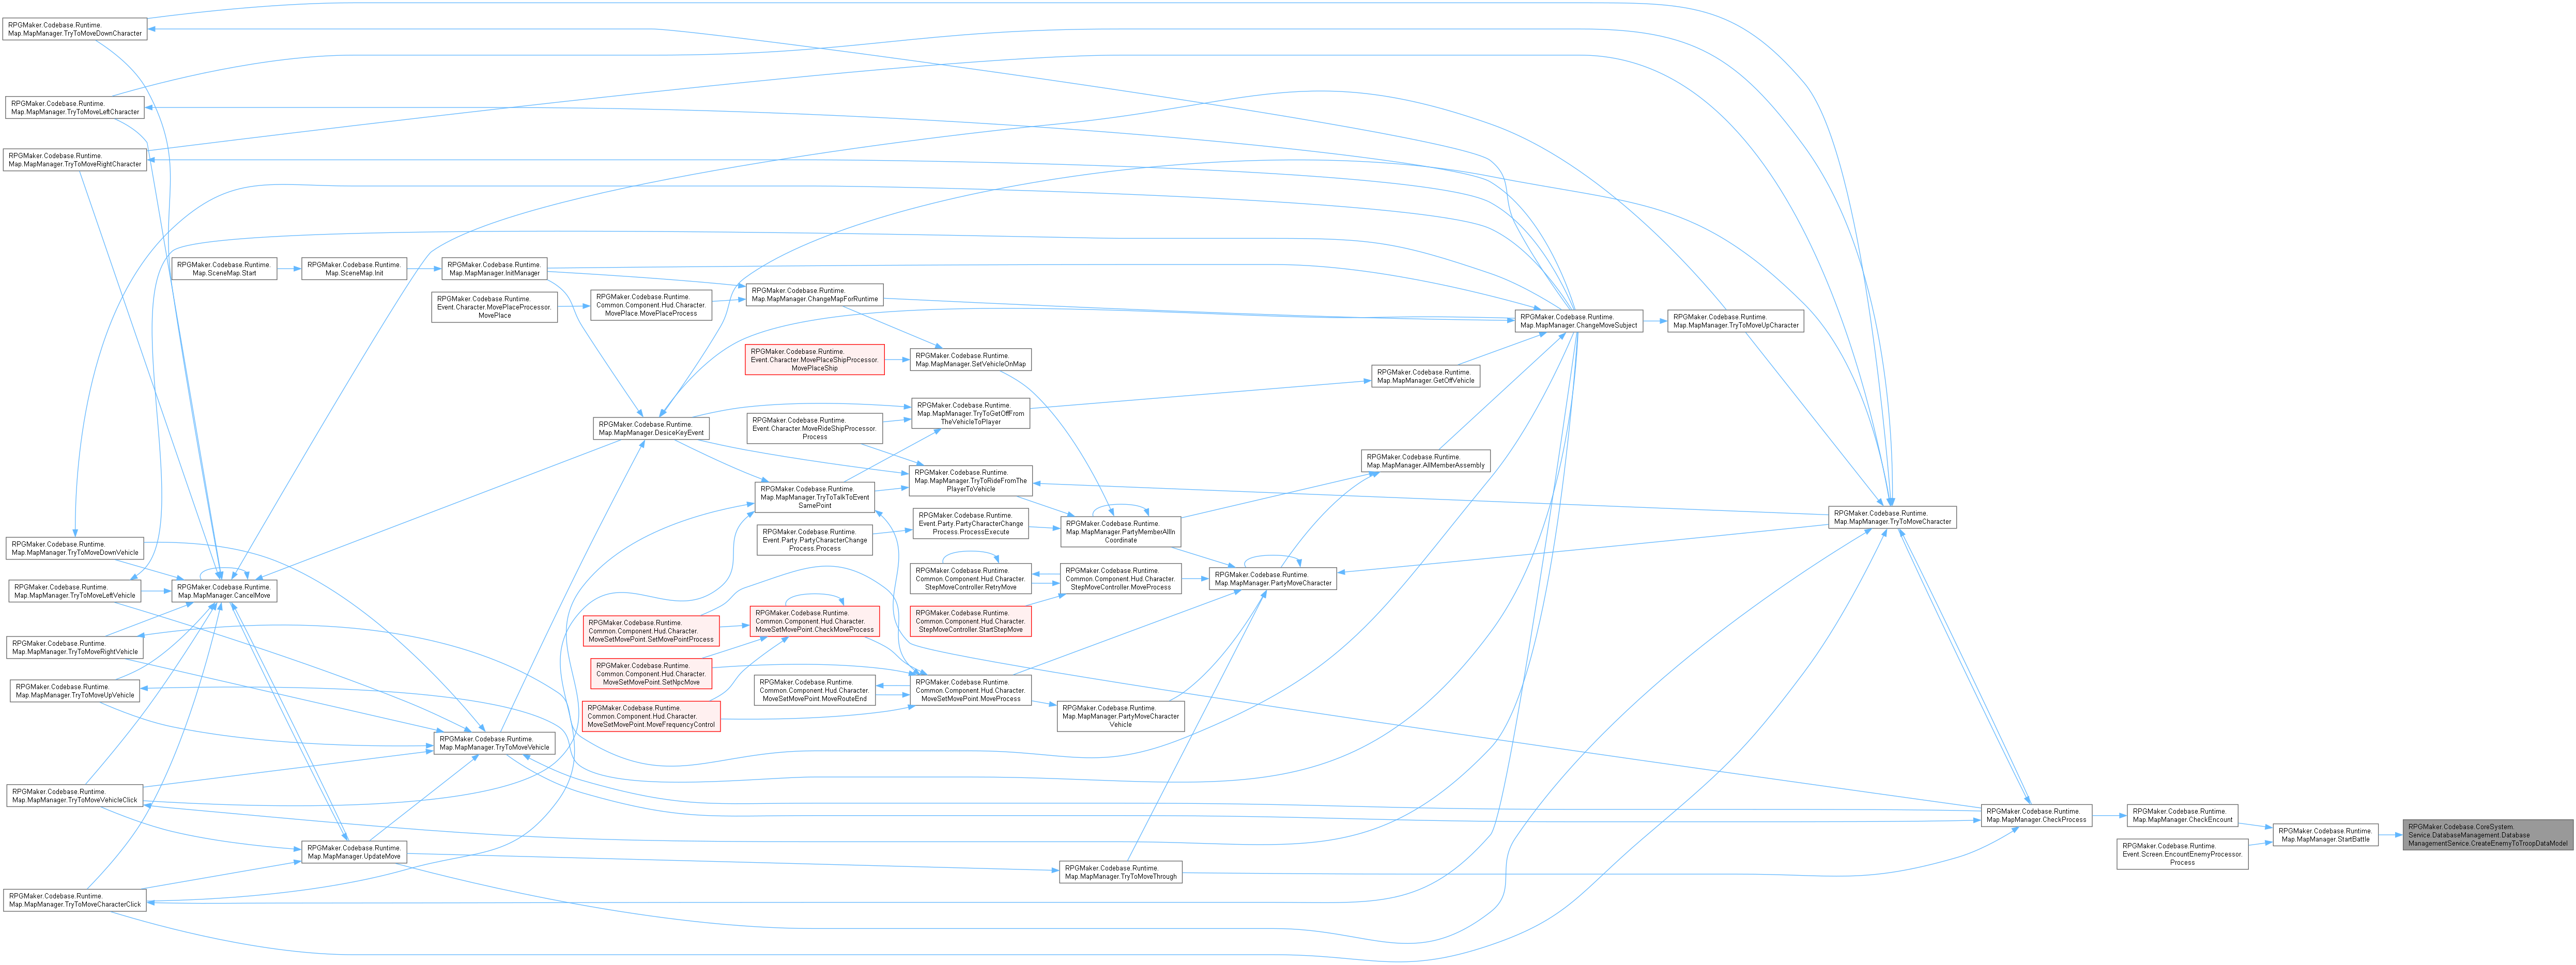 RPGMaker.Codebase.Runtime.
Map.MapManager.TryToMoveDownCharacter
RPGMaker.Codebase.Runtime.
Map.MapManager.TryToMoveLeftCharacter
RPGMaker.Codebase.Runtime.
Map.MapManager.TryToMoveRightCharacter
RPGMaker.Codebase.Runtime.
Map.SceneMap.Start
RPGMaker.Codebase.Runtime.
Map.SceneMap.Init
RPGMaker.Codebase.Runtime.
Map.MapManager.InitManager
RPGMaker.Codebase.Runtime.
Event.Character.MovePlaceProcessor.
MovePlace
RPGMaker.Codebase.Runtime.
Common.Component.Hud.Character.
MovePlace.MovePlaceProcess
RPGMaker.Codebase.Runtime.
Map.MapManager.ChangeMapForRuntime
RPGMaker.Codebase.Runtime.
Map.MapManager.ChangeMoveSubject
RPGMaker.Codebase.Runtime.
Map.MapManager.TryToMoveUpCharacter
RPGMaker.Codebase.Runtime.
Event.Character.MovePlaceShipProcessor.
MovePlaceShip
RPGMaker.Codebase.Runtime.
Map.MapManager.SetVehicleOnMap
RPGMaker.Codebase.Runtime.
Map.MapManager.GetOffVehicle
RPGMaker.Codebase.Runtime.
Map.MapManager.DesiceKeyEvent
RPGMaker.Codebase.Runtime.
Event.Character.MoveRideShipProcessor.
Process
RPGMaker.Codebase.Runtime.
Map.MapManager.TryToGetOffFrom
TheVehicleToPlayer
RPGMaker.Codebase.Runtime.
Map.MapManager.AllMemberAssembly
RPGMaker.Codebase.Runtime.
Map.MapManager.TryToRideFromThe
PlayerToVehicle
RPGMaker.Codebase.Runtime.
Map.MapManager.TryToTalkToEvent
SamePoint
RPGMaker.Codebase.Runtime.
Event.Party.PartyCharacterChange
Process.Process
RPGMaker.Codebase.Runtime.
Event.Party.PartyCharacterChange
Process.ProcessExecute
RPGMaker.Codebase.Runtime.
Map.MapManager.PartyMemberAllIn
Coordinate
RPGMaker.Codebase.Runtime.
Map.MapManager.TryToMoveCharacter
RPGMaker.Codebase.Runtime.
Map.MapManager.TryToMoveDownVehicle
RPGMaker.Codebase.Runtime.
Map.MapManager.TryToMoveLeftVehicle
RPGMaker.Codebase.Runtime.
Map.MapManager.CancelMove
RPGMaker.Codebase.Runtime.
Common.Component.Hud.Character.
StepMoveController.RetryMove
RPGMaker.Codebase.Runtime.
Common.Component.Hud.Character.
StepMoveController.MoveProcess
RPGMaker.Codebase.Runtime.
Map.MapManager.PartyMoveCharacter
RPGMaker.Codebase.Runtime.
Common.Component.Hud.Character.
StepMoveController.StartStepMove
RPGMaker.Codebase.Runtime.
Common.Component.Hud.Character.
MoveSetMovePoint.SetMovePointProcess
RPGMaker.Codebase.Runtime.
Common.Component.Hud.Character.
MoveSetMovePoint.CheckMoveProcess
RPGMaker.Codebase.Runtime.
Map.MapManager.TryToMoveRightVehicle
RPGMaker.Codebase.Runtime.
Common.Component.Hud.Character.
MoveSetMovePoint.SetNpcMove
RPGMaker.Codebase.Runtime.
Map.MapManager.TryToMoveUpVehicle
RPGMaker.Codebase.Runtime.
Common.Component.Hud.Character.
MoveSetMovePoint.MoveRouteEnd
RPGMaker.Codebase.Runtime.
Common.Component.Hud.Character.
MoveSetMovePoint.MoveProcess
RPGMaker.Codebase.Runtime.
Common.Component.Hud.Character.
MoveSetMovePoint.MoveFrequencyControl
RPGMaker.Codebase.Runtime.
Map.MapManager.PartyMoveCharacter
Vehicle
RPGMaker.Codebase.Runtime.
Map.MapManager.TryToMoveVehicle
RPGMaker.Codebase.Runtime.
Map.MapManager.TryToMoveVehicleClick
RPGMaker.Codebase.Runtime.
Map.MapManager.UpdateMove
RPGMaker.Codebase.Runtime.
Map.MapManager.TryToMoveThrough
RPGMaker.Codebase.Runtime.
Map.MapManager.TryToMoveCharacterClick
RPGMaker.Codebase.Runtime.
Map.MapManager.CheckProcess
RPGMaker.Codebase.Runtime.
Map.MapManager.CheckEncount
RPGMaker.Codebase.Runtime.
Event.Screen.EncountEnemyProcessor.
Process
RPGMaker.Codebase.Runtime.
Map.MapManager.StartBattle
RPGMaker.Codebase.CoreSystem.
Service.DatabaseManagement.Database
ManagementService.CreateEnemyToTroopDataModel